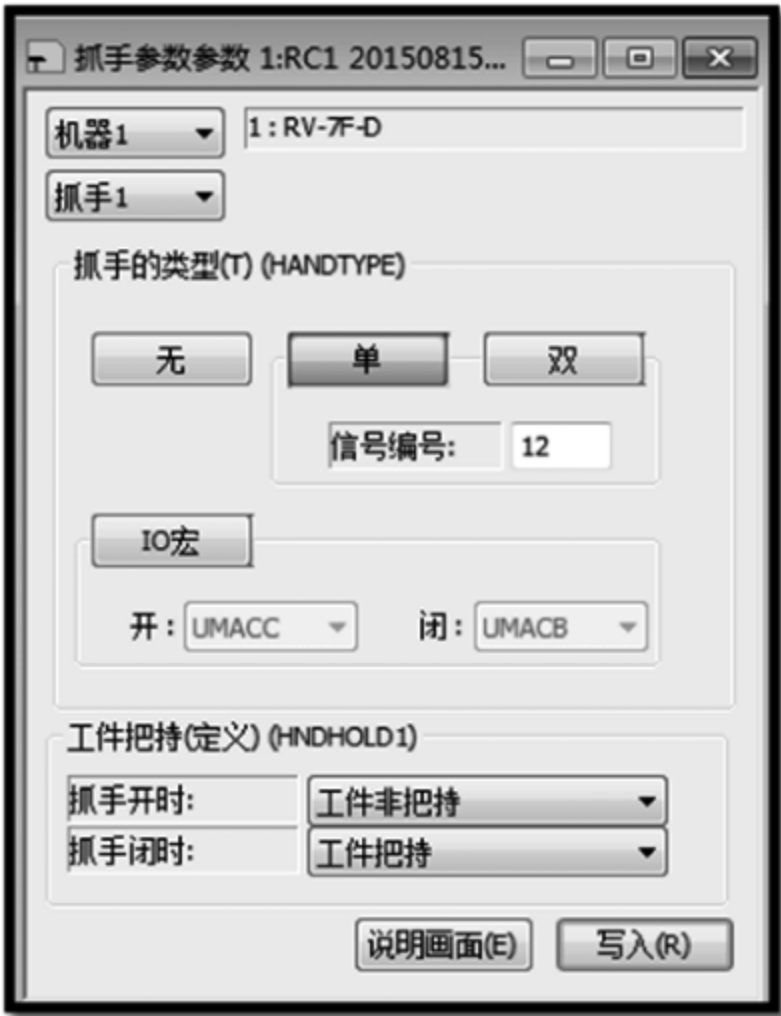 抓手参数参数 1:RC1 20150815...
机器1 1 : RV-7F-D
抓手1
抓手的类型(T) (HANDTYPE)
无 单 双
信号编号: 12
IO宏
开 : UMACC 闭 : UMACB
工件把持(定义) (HNDHOLD1)
抓手开时: 工件非把持
抓手闭时: 工件把持
说明画面(E) 写入(R)